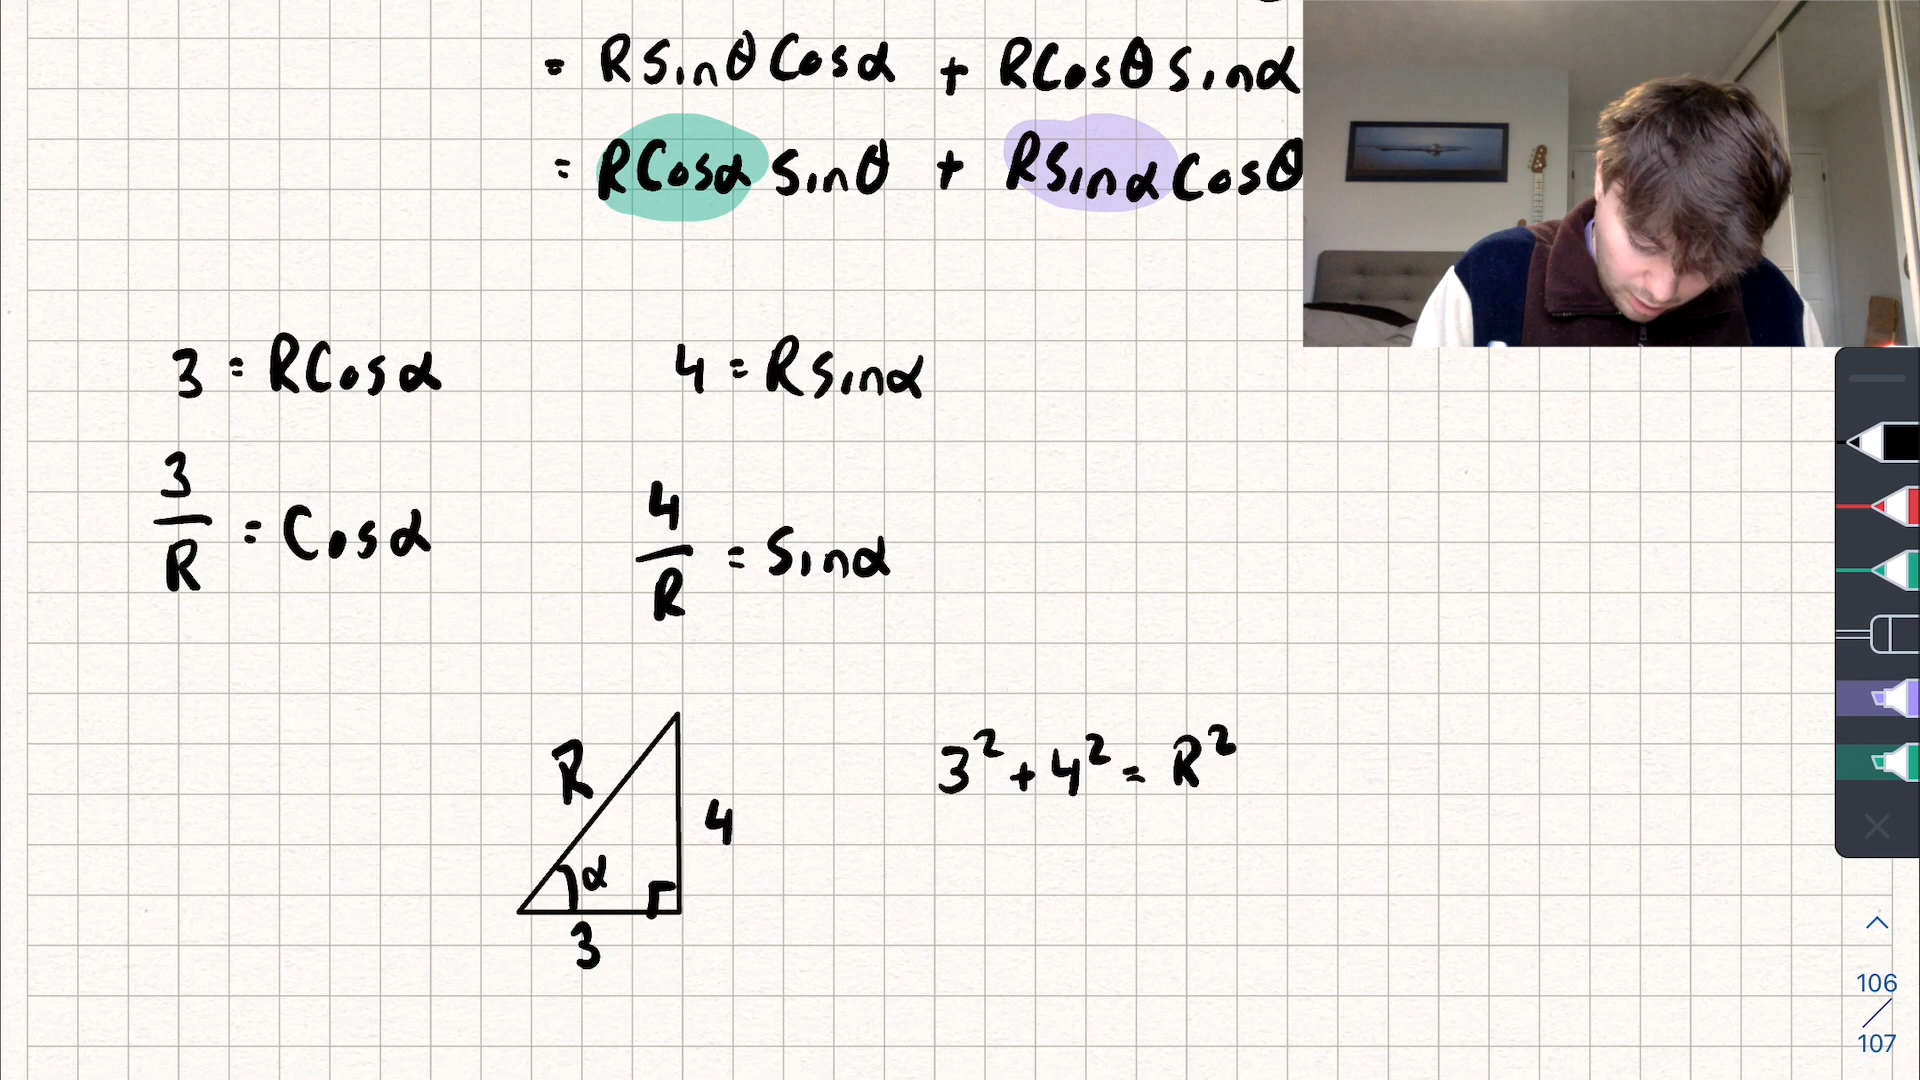 = RSinθCosα + RCosθSinα
= RCosα Sinθ + RSinα Cosθ
3 = RCosα
4 = RSinα
3/R = Cosα
4/R = Sinα
R
4
α
3
3² + 4² = R²
106
/
107